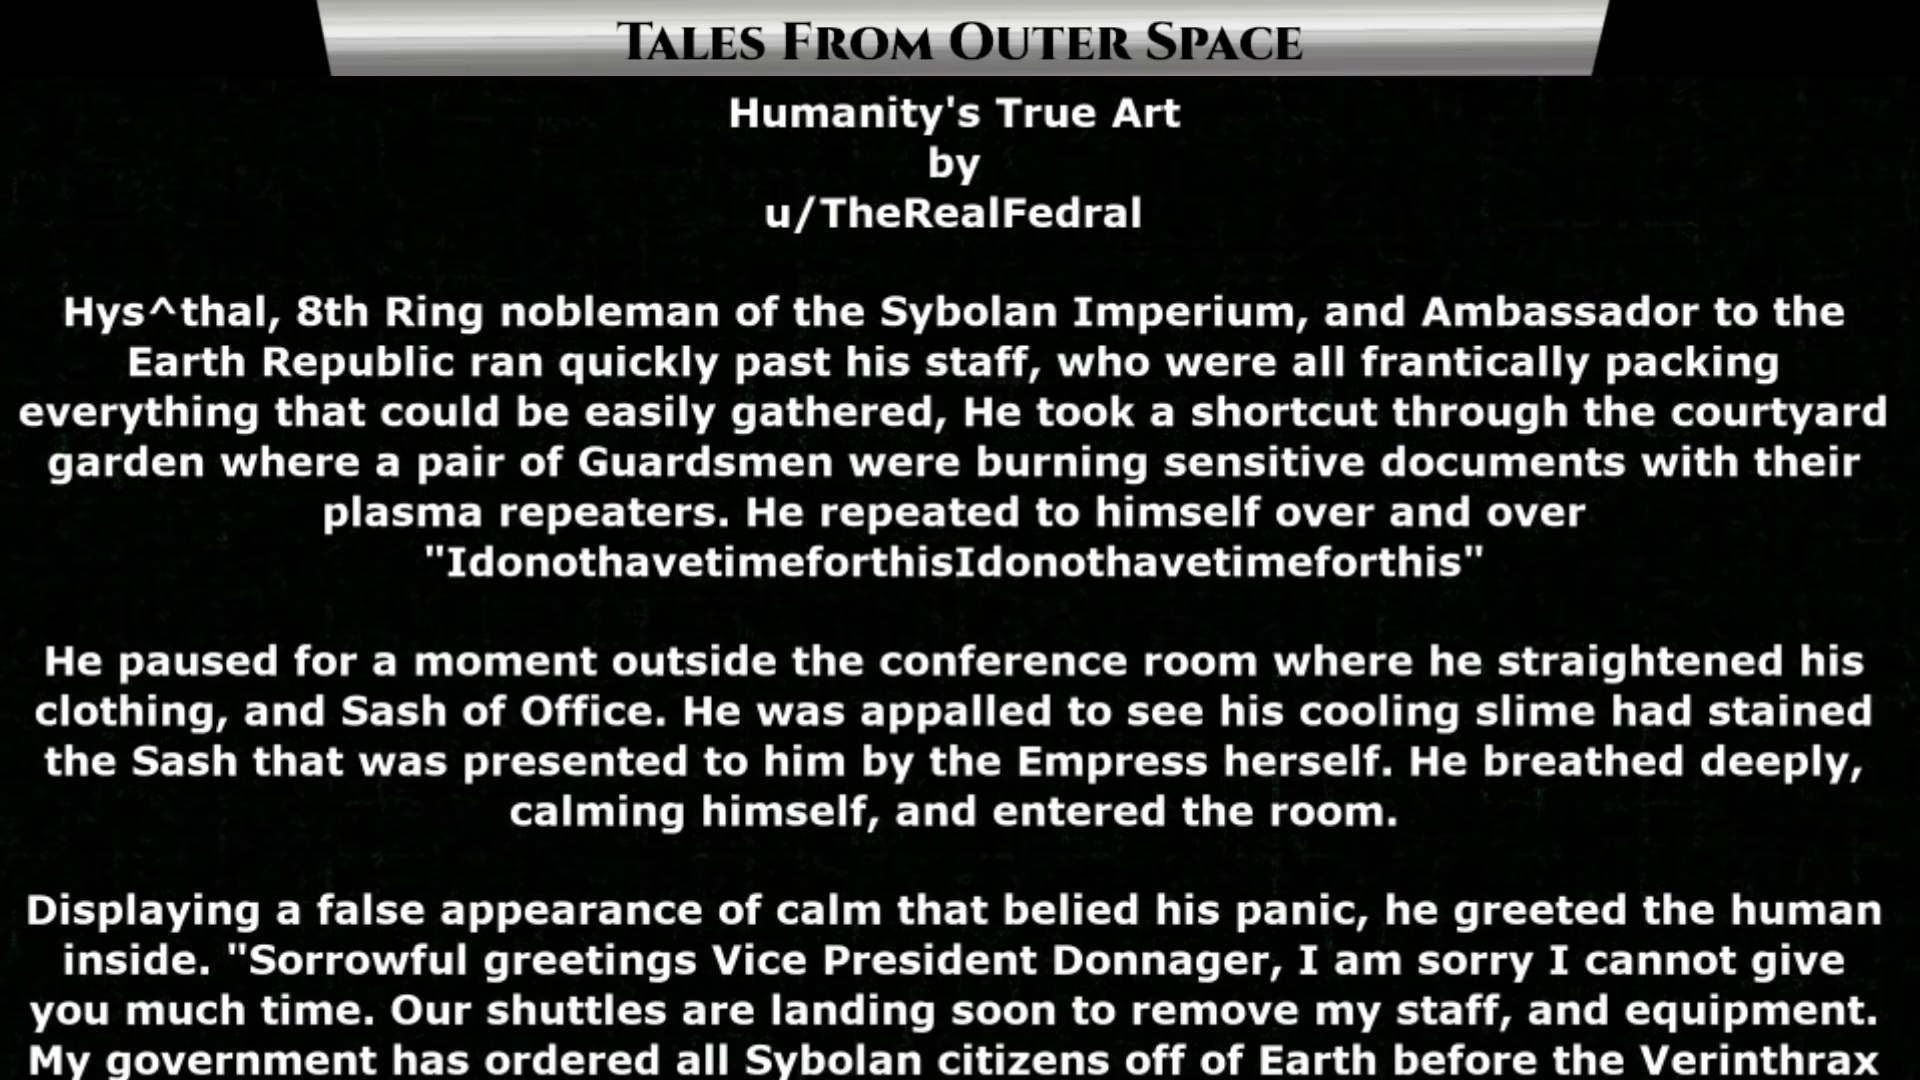 Tales From Outer Space
Humanity's True Art
by
u/TheRealFedral
Hys^thal, 8th Ring nobleman of the Sybolan Imperium, and Ambassador to the
Earth Republic ran quickly past his staff, who were all frantically packing
everything that could be easily gathered, He took a shortcut through the courtyard
garden where a pair of Guardsmen were burning sensitive documents with their
plasma repeaters. He repeated to himself over and over
"IdonothavetimeforthisIdonothavetimeforthis"
He paused for a moment outside the conference room where he straightened his
clothing, and Sash of Office. He was appalled to see his cooling slime had stained
the Sash that was presented to him by the Empress herself. He breathed deeply,
calming himself, and entered the room.
Displaying a false appearance of calm that belied his panic, he greeted the human
inside. "Sorrowful greetings Vice President Donnager, I am sorry I cannot give
you much time. Our shuttles are landing soon to remove my staff, and equipment.
My government has ordered all Sybolan citizens off of Earth before the Verinthrax